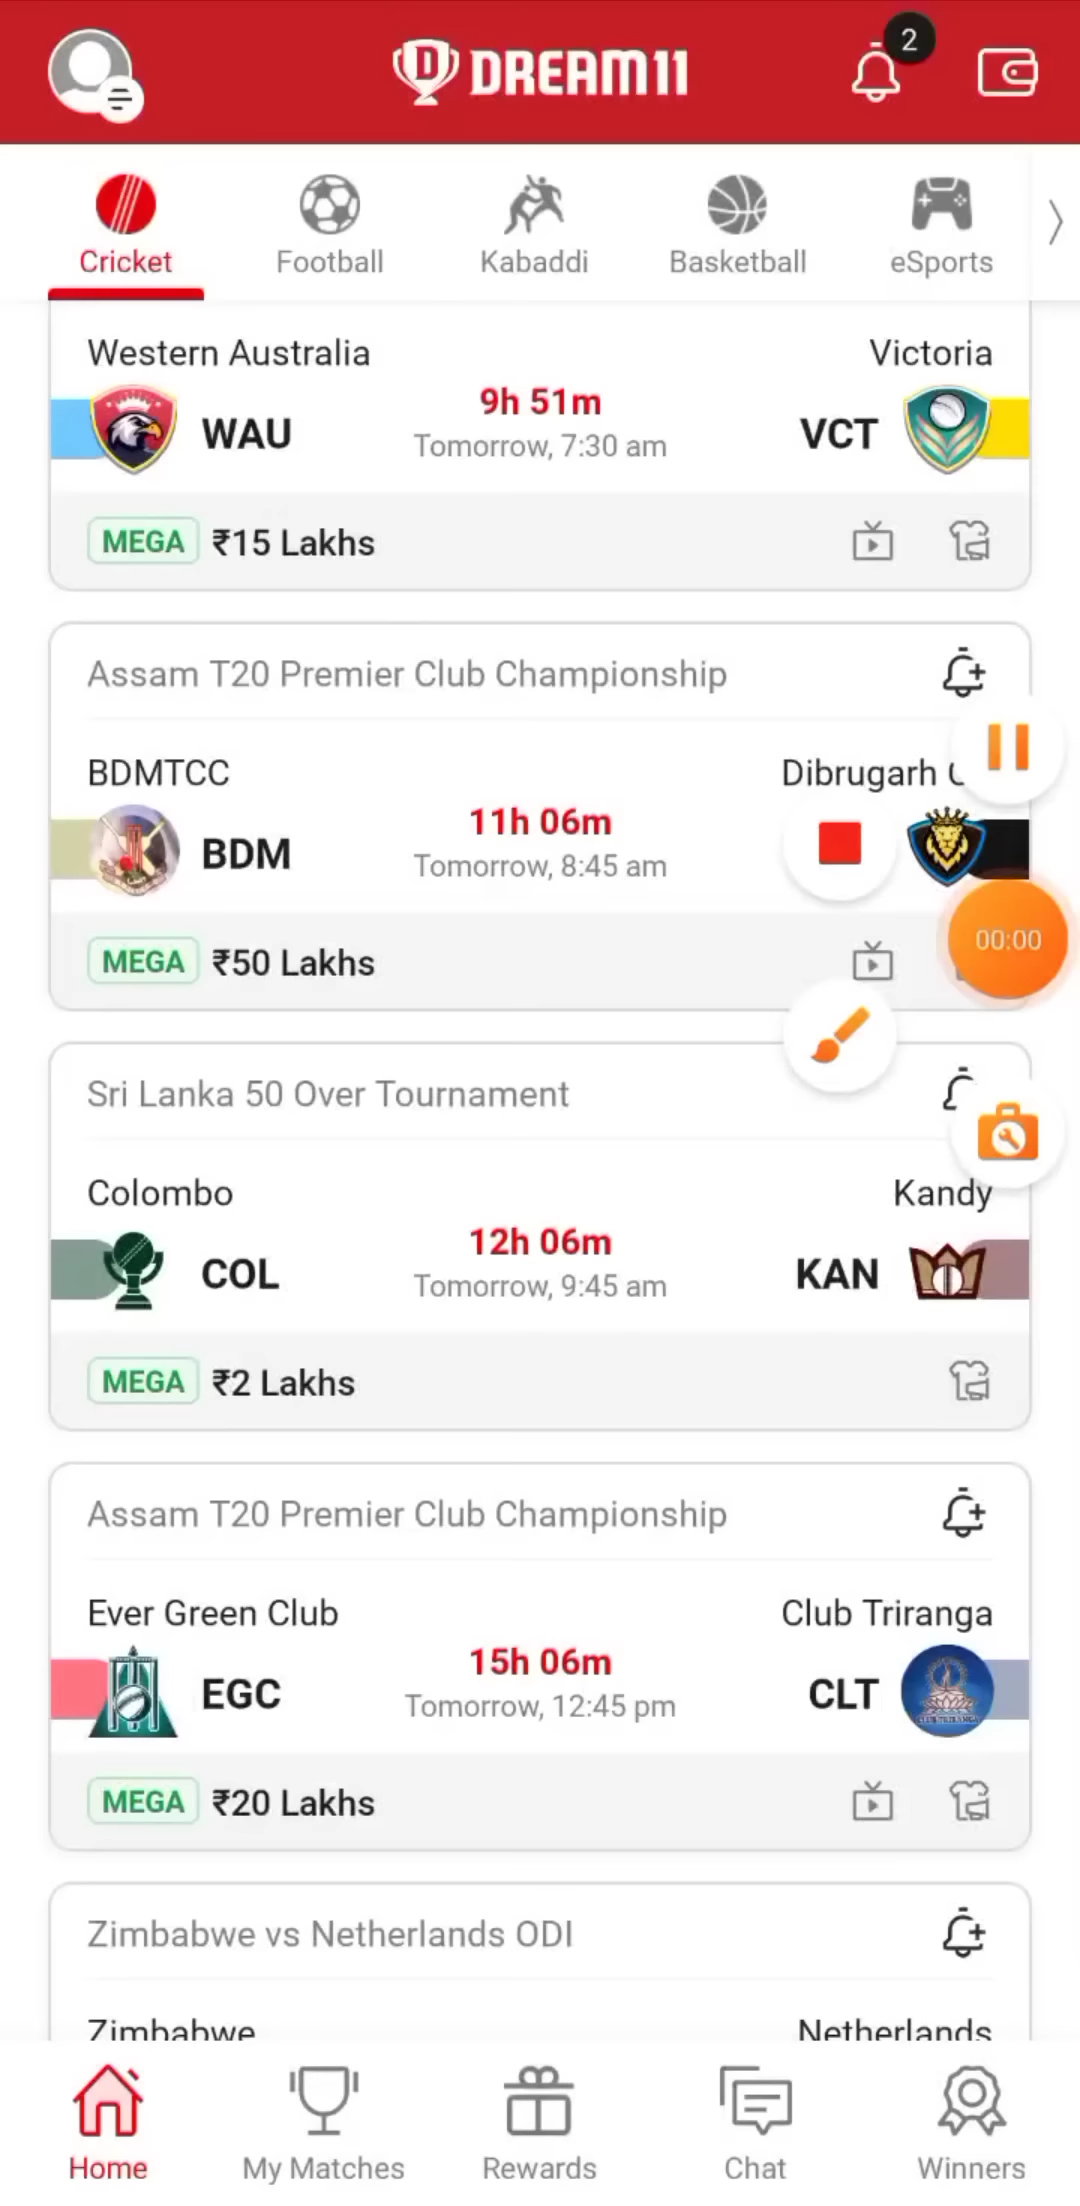 DREAM11
2
Cricket
Football
Kabaddi
Basketball
eSports
Western Australia
Victoria
WAU
9h 51m
Tomorrow, 7:30 am
VCT
MEGA ₹15 Lakhs
Assam T20 Premier Club Championship
BDMTCC
Dibrugarh
BDM
11h 06m
Tomorrow, 8:45 am
MEGA ₹50 Lakhs
00:00
Sri Lanka 50 Over Tournament
Colombo
Kandy
COL
12h 06m
Tomorrow, 9:45 am
KAN
MEGA ₹2 Lakhs
Assam T20 Premier Club Championship
Ever Green Club
Club Triranga
EGC
15h 06m
Tomorrow, 12:45 pm
CLT
MEGA ₹20 Lakhs
Zimbabwe vs Netherlands ODI
Zimbabwe
Netherlands
Home
My Matches
Rewards
Chat
Winners